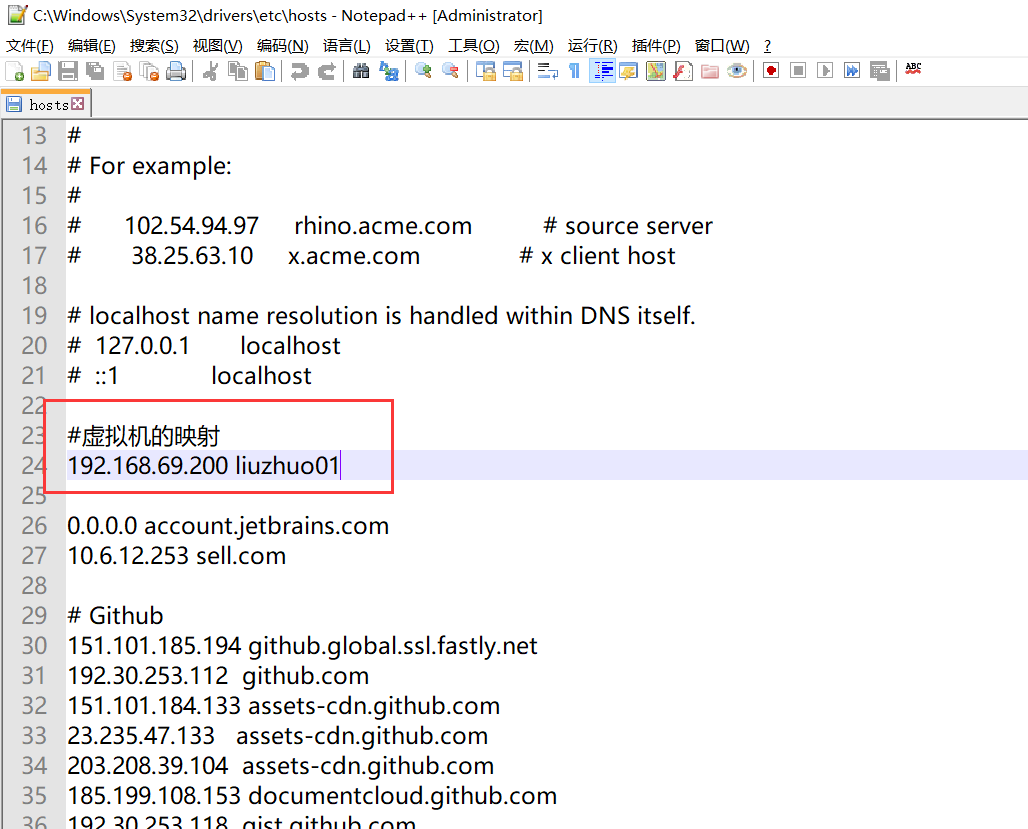 C:\Windows\System32\drivers\etc\hosts - Notepad++ [Administrator]
文件(F) 编辑(E) 搜索(S) 视图(V) 编码(N) 语言(L) 设置(T) 工具(O) 宏(M) 运行(R) 插件(P) 窗口(W) ?
ABC
hosts
13 #
14 # For example:
15 #
16 # 102.54.94.97 rhino.acme.com # source server
17 # 38.25.63.10 x.acme.com # x client host
18
19 # localhost name resolution is handled within DNS itself.
20 # 127.0.0.1 localhost
21 # ::1 localhost
22
23 #虚拟机的映射
24 192.168.69.200 liuzhuo01
25
26 0.0.0.0 account.jetbrains.com
27 10.6.12.253 sell.com
28
29 # Github
30 151.101.185.194 github.global.ssl.fastly.net
31 192.30.253.112 github.com
32 151.101.184.133 assets-cdn.github.com
33 23.235.47.133 assets-cdn.github.com
34 203.208.39.104 assets-cdn.github.com
35 185.199.108.153 documentcloud.github.com
36 192.30.253.118 gist.github.com